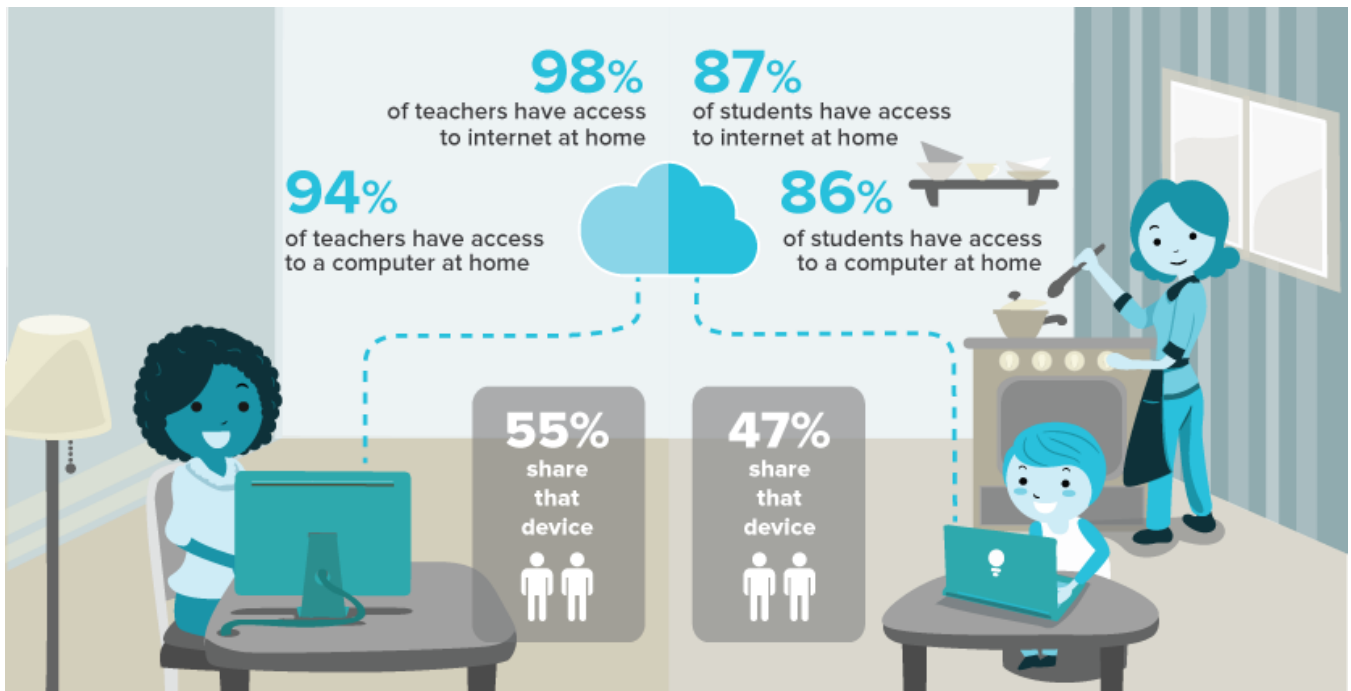 98%
of teachers have access
to internet at home
87%
of students have access
to internet at home
94%
of teachers have access
to a computer at home
86%
of students have access
to a computer at home
55%
share
that
device
47%
share
that
device